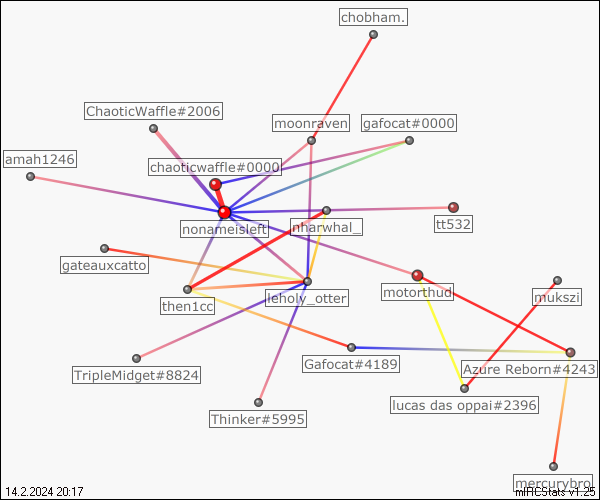 chobham.
ChaoticWaffle#2006
moonraven
gafocat#0000
amah1246
chaoticwaffle#0000
nonameisleft
nharwhal_
tt532
gateauxcatto
then1cc
leholy_otter
motorthud
mukszi
TripleMidget#8824
Gafocat#4189
Azure Reborn#4243
Thinker#5995
lucas das oppai#2396
mercurybro
14.2.2024 20:17
mIRCStats v1.25